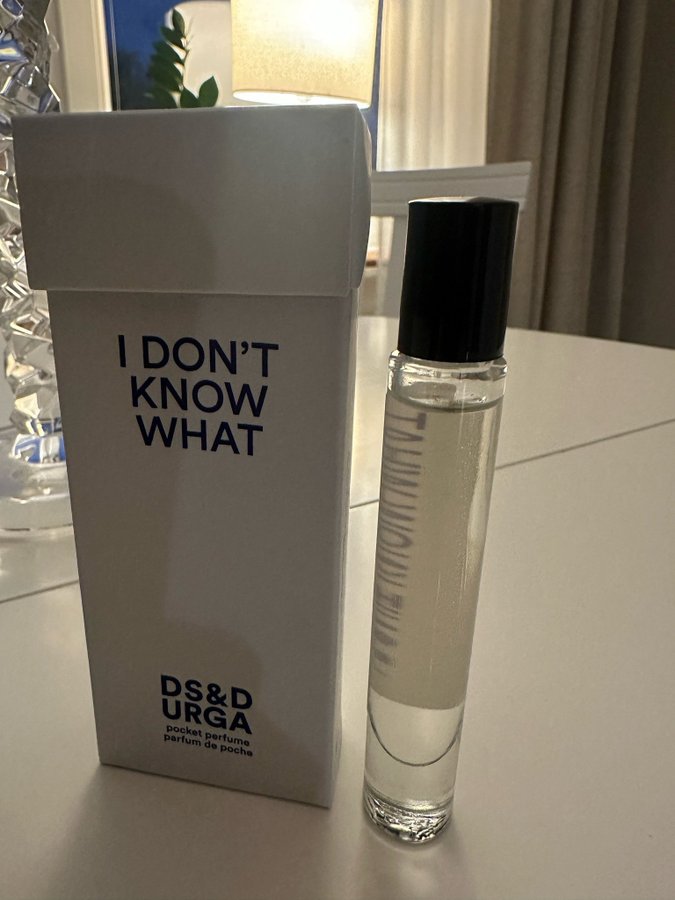 I DON'T
KNOW
WHAT
DS&D
URGA
pocket perfume
parfum de poche